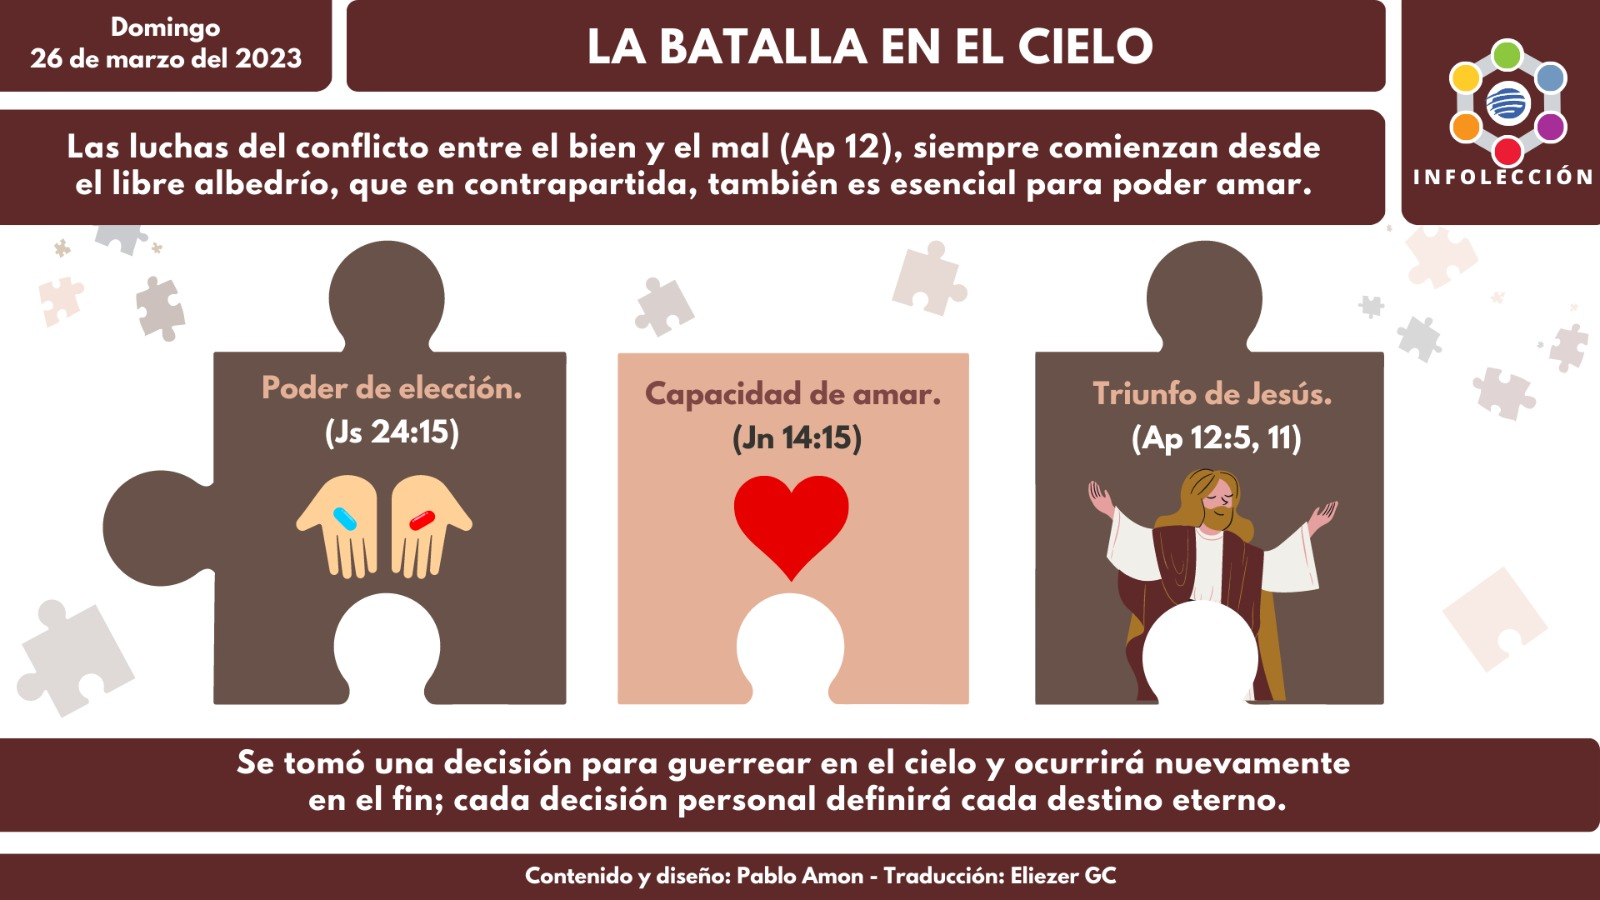 Domingo
26 de marzo del 2023
LA BATALLA EN EL CIELO
INFOLECCIÓN
Las luchas del conflicto entre el bien y el mal (Ap 12), siempre comienzan desde
el libre albedrío, que en contrapartida, también es esencial para poder amar.
Poder de elección.
(Js 24:15)
Capacidad de amar.
(Jn 14:15)
Triunfo de Jesús.
(Ap 12:5, 11)
Se tomó una decisión para guerrear en el cielo y ocurrirá nuevamente
en el fin; cada decisión personal definirá cada destino eterno.
Contenido y diseño: Pablo Amon - Traducción: Eliezer GC